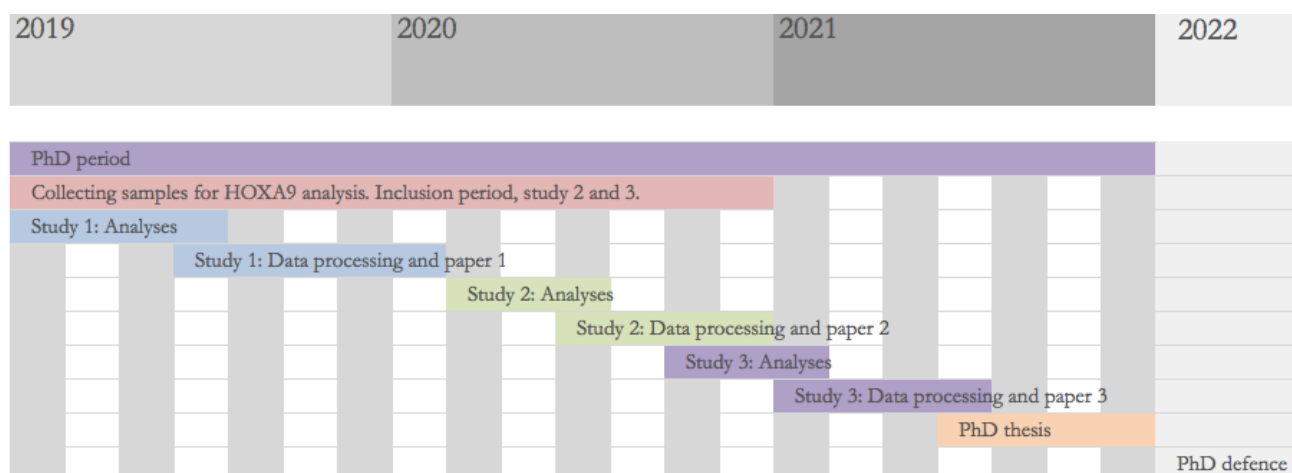 2019 2020 2021 2022
PhD period
Collecting samples for HOXA9 analysis. Inclusion period, study 2 and 3.
Study 1: Analyses
Study 1: Data processing and paper 1
Study 2: Analyses
Study 2: Data processing and paper 2
Study 3: Analyses
Study 3: Data processing and paper 3
PhD thesis
PhD defence